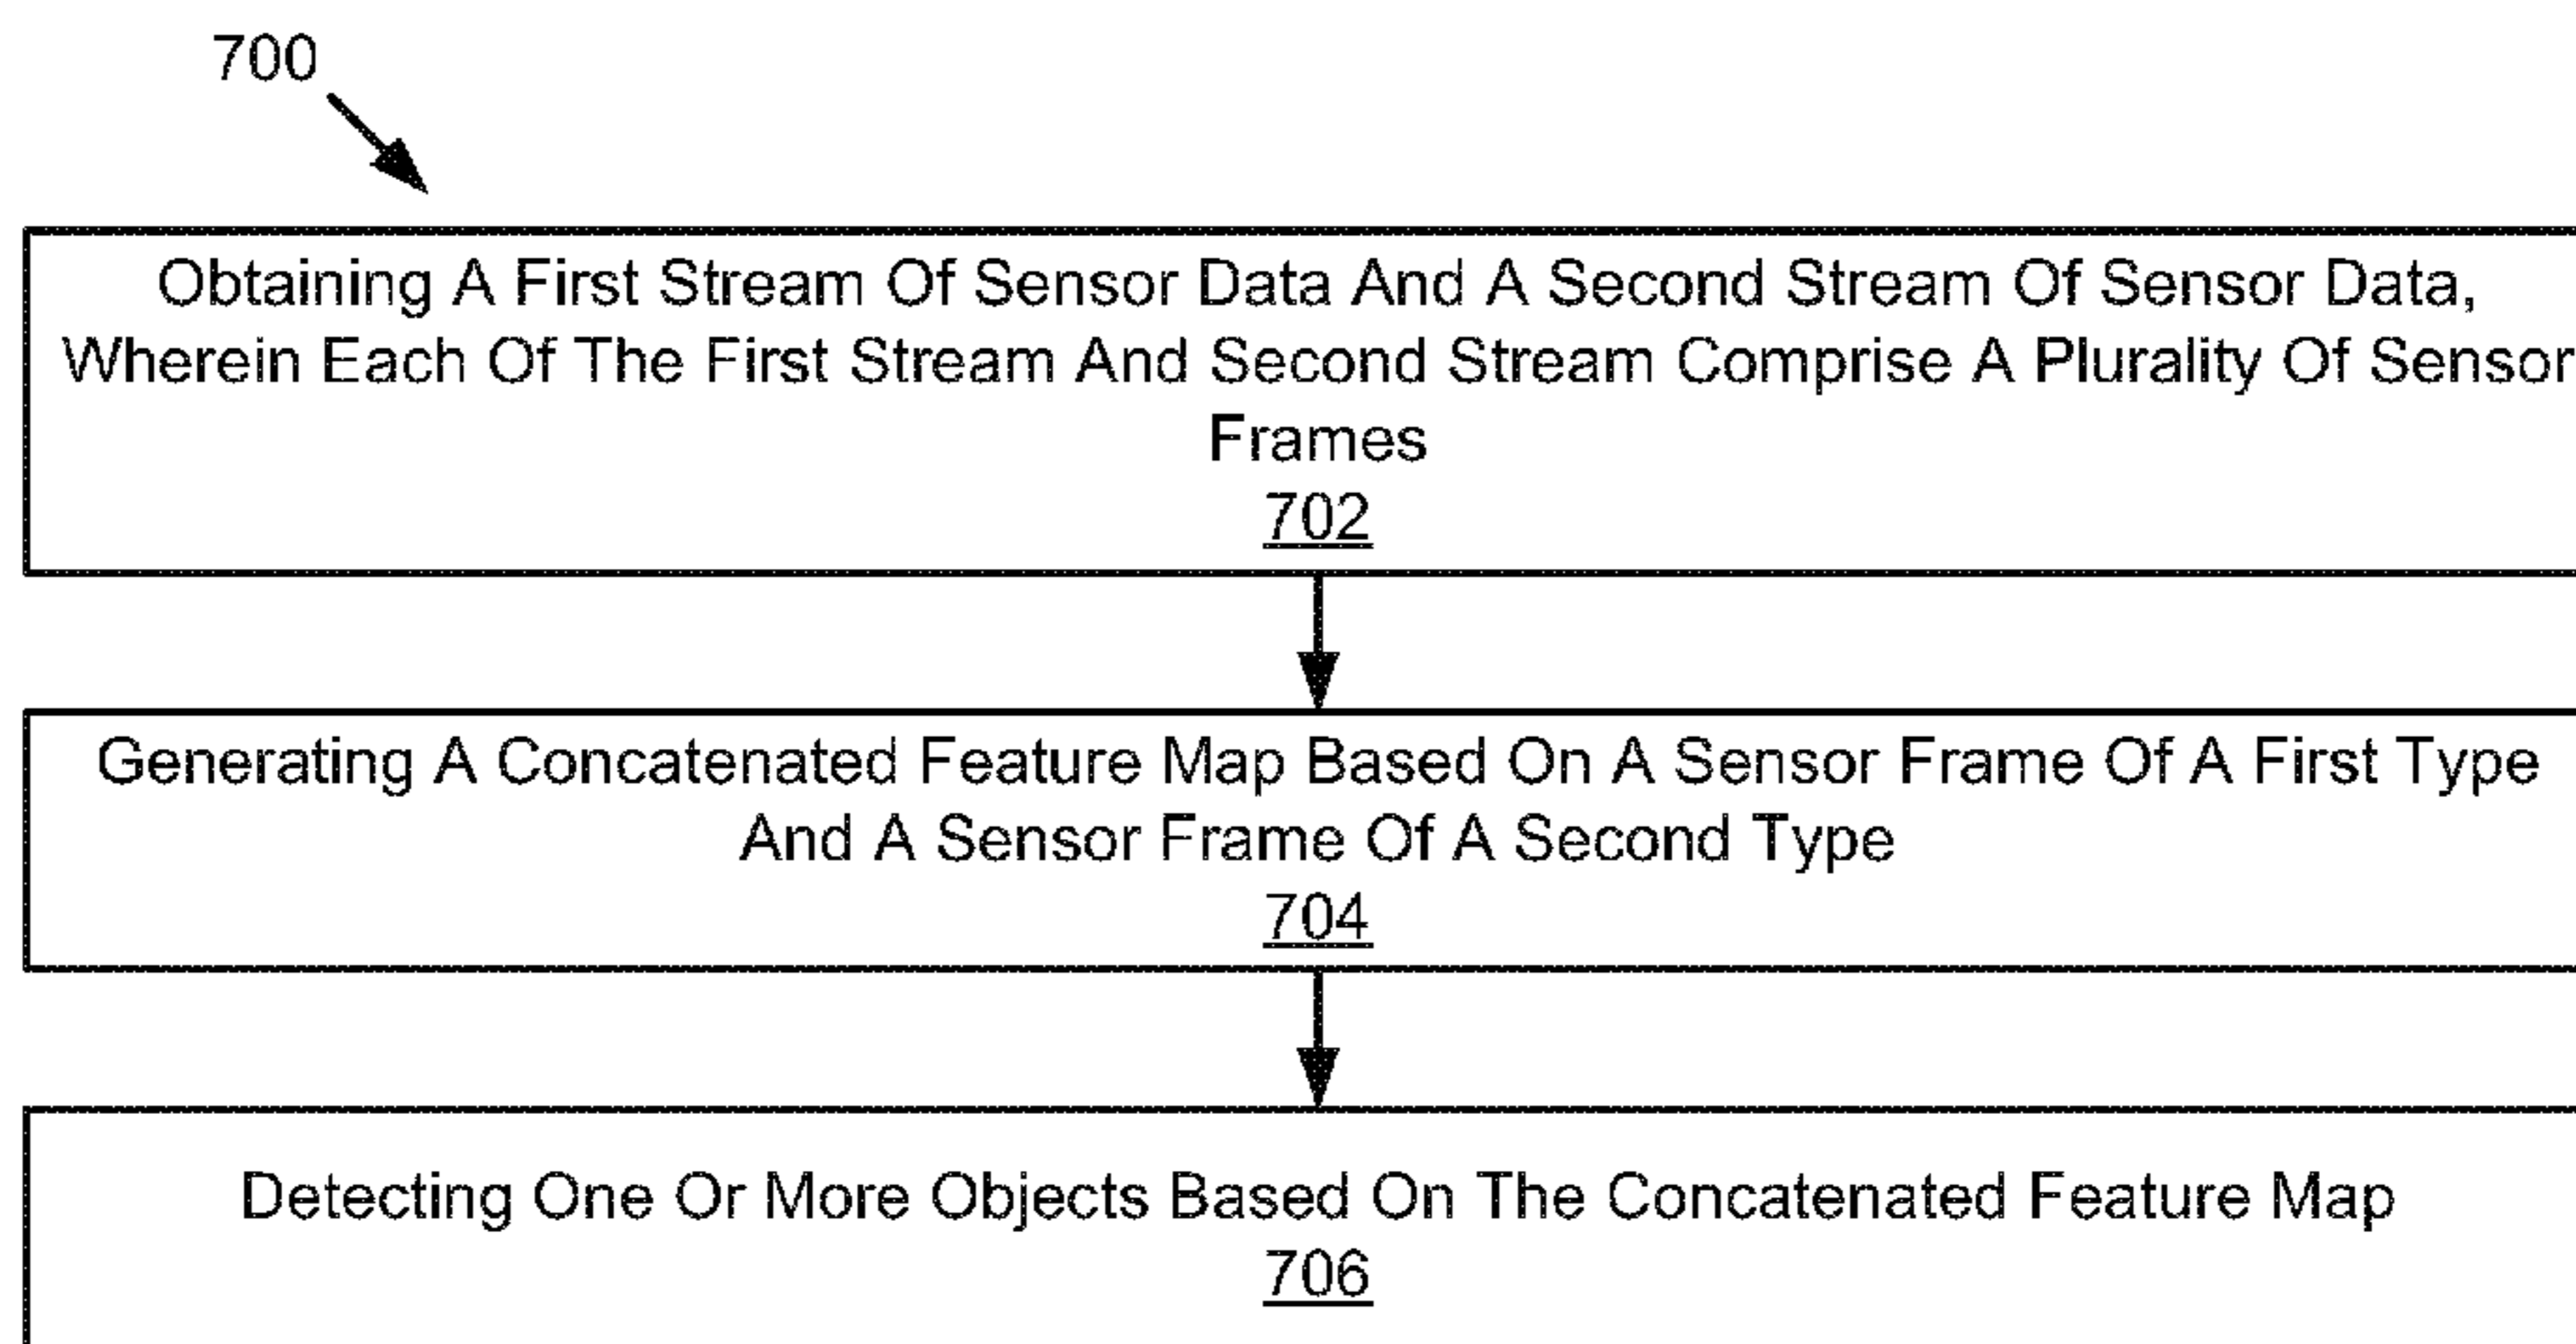 700
Obtaining A First Stream Of Sensor Data And A Second Stream Of Sensor Data,
Wherein Each Of The First Stream And Second Stream Comprise A Plurality Of Sensor
Frames
702
Generating A Concatenated Feature Map Based On A Sensor Frame Of A First Type
And A Sensor Frame Of A Second Type
704
Detecting One Or More Objects Based On The Concatenated Feature Map
706